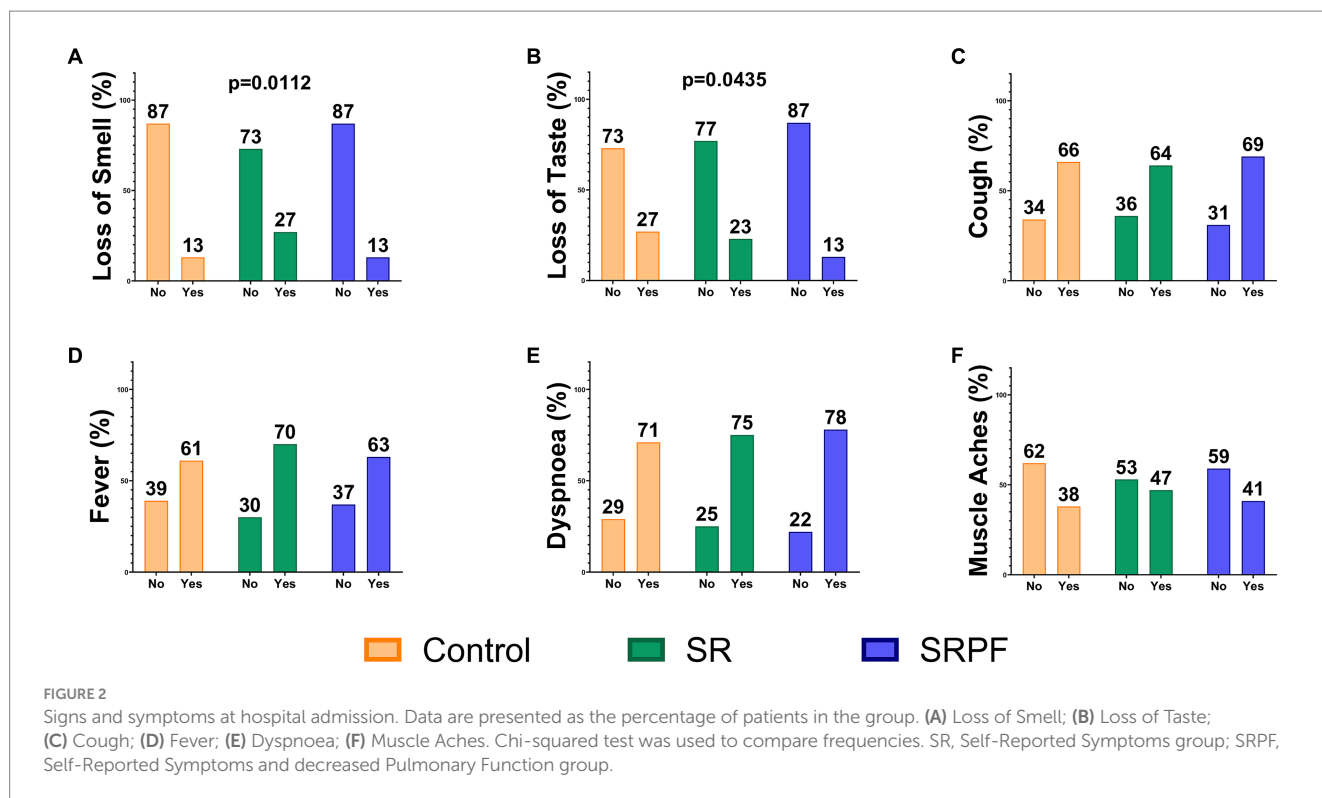 A
Loss of Smell (%)
p=0.0112
100
50
0
87 13 73 27 87 13
No Yes No Yes No Yes
B
Loss of Taste (%)
p=0.0435
100
50
0
73 27 77 23 87 13
No Yes No Yes No Yes
C
Cough (%)
100
50
0
34 66 36 64 31 69
No Yes No Yes No Yes
D
Fever (%)
100
50
0
39 61 30 70 37 63
No Yes No Yes No Yes
E
Dyspnoea (%)
100
50
0
29 71 25 75 22 78
No Yes No Yes No Yes
F
Muscle Aches (%)
100
50
0
62 38 53 47 59 41
No Yes No Yes No Yes
Control SR SRPF
FIGURE 2
Signs and symptoms at hospital admission. Data are presented as the percentage of patients in the group. (A) Loss of Smell; (B) Loss of Taste;
(C) Cough; (D) Fever; (E) Dyspnoea; (F) Muscle Aches. Chi-squared test was used to compare frequencies. SR, Self-Reported Symptoms group; SRPF,
Self-Reported Symptoms and decreased Pulmonary Function group.